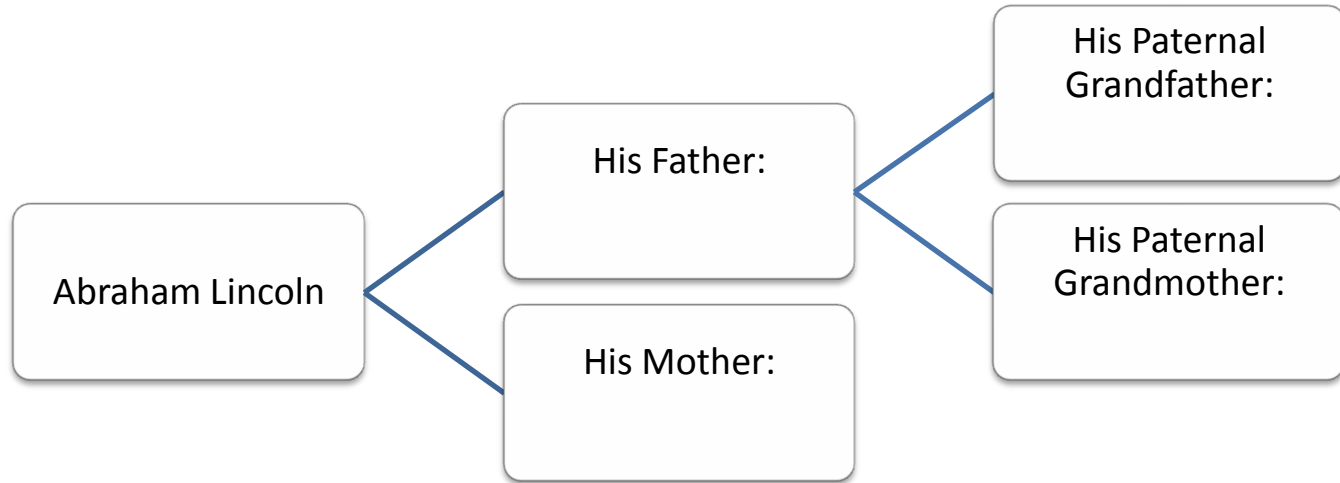 Abraham Lincoln
His Father:
His Mother:
His Paternal
Grandfather:
His Paternal
Grandmother: